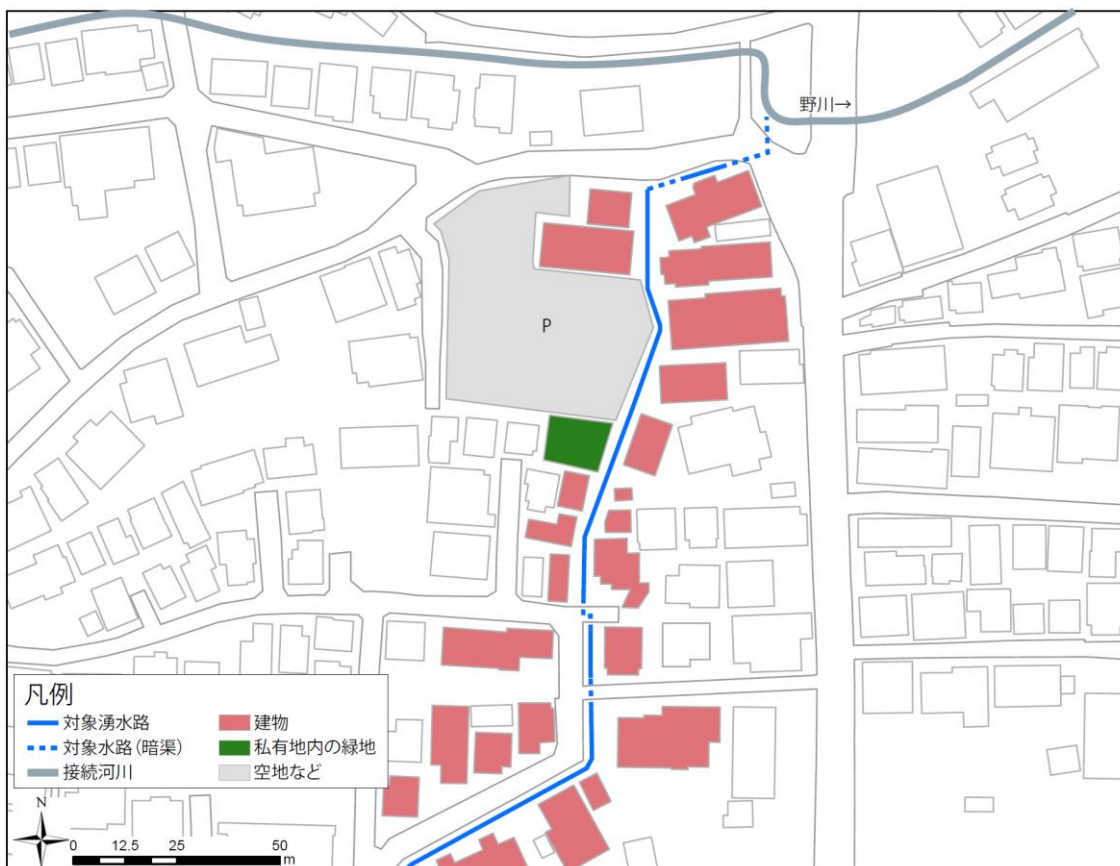 野川→
P
凡例
対象湧水路
対象水路（暗渠）
接続河川
建物
私有地内の緑地
空地など
N
0 12.5 25 50
m